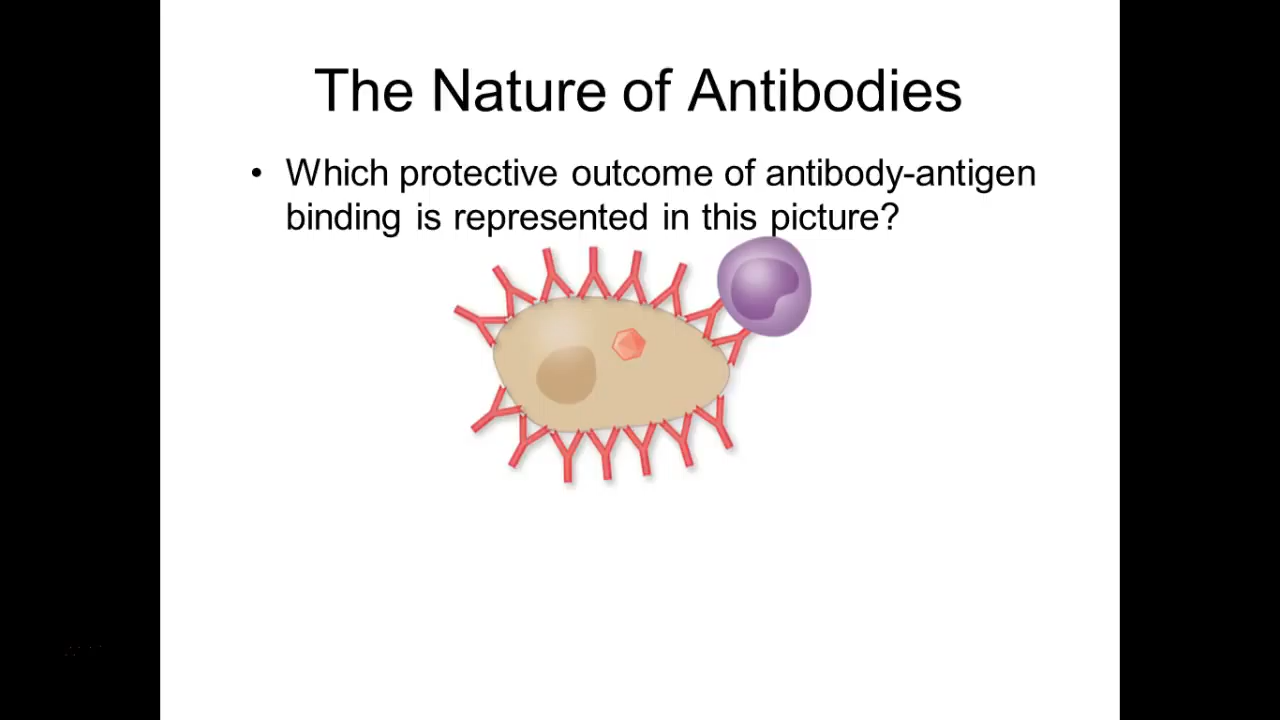 The Nature of Antibodies
• Which protective outcome of antibody-antigen
binding is represented in this picture?